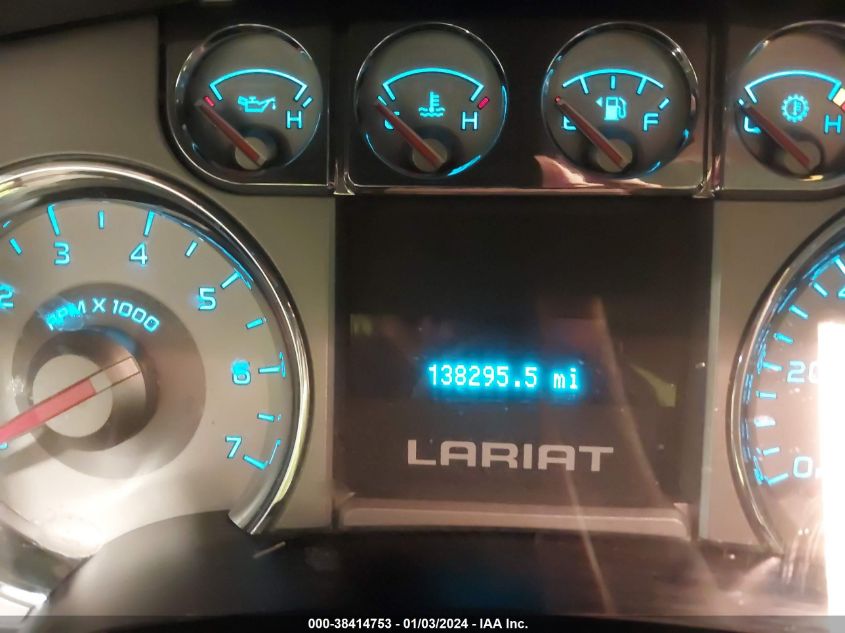 H
C H
E F
C H
2 3 4 5 6 7
RPM X 1000
138295.5 mi
LARIAT
20
0
000-38414753 - 01/03/2024 - IAA Inc.